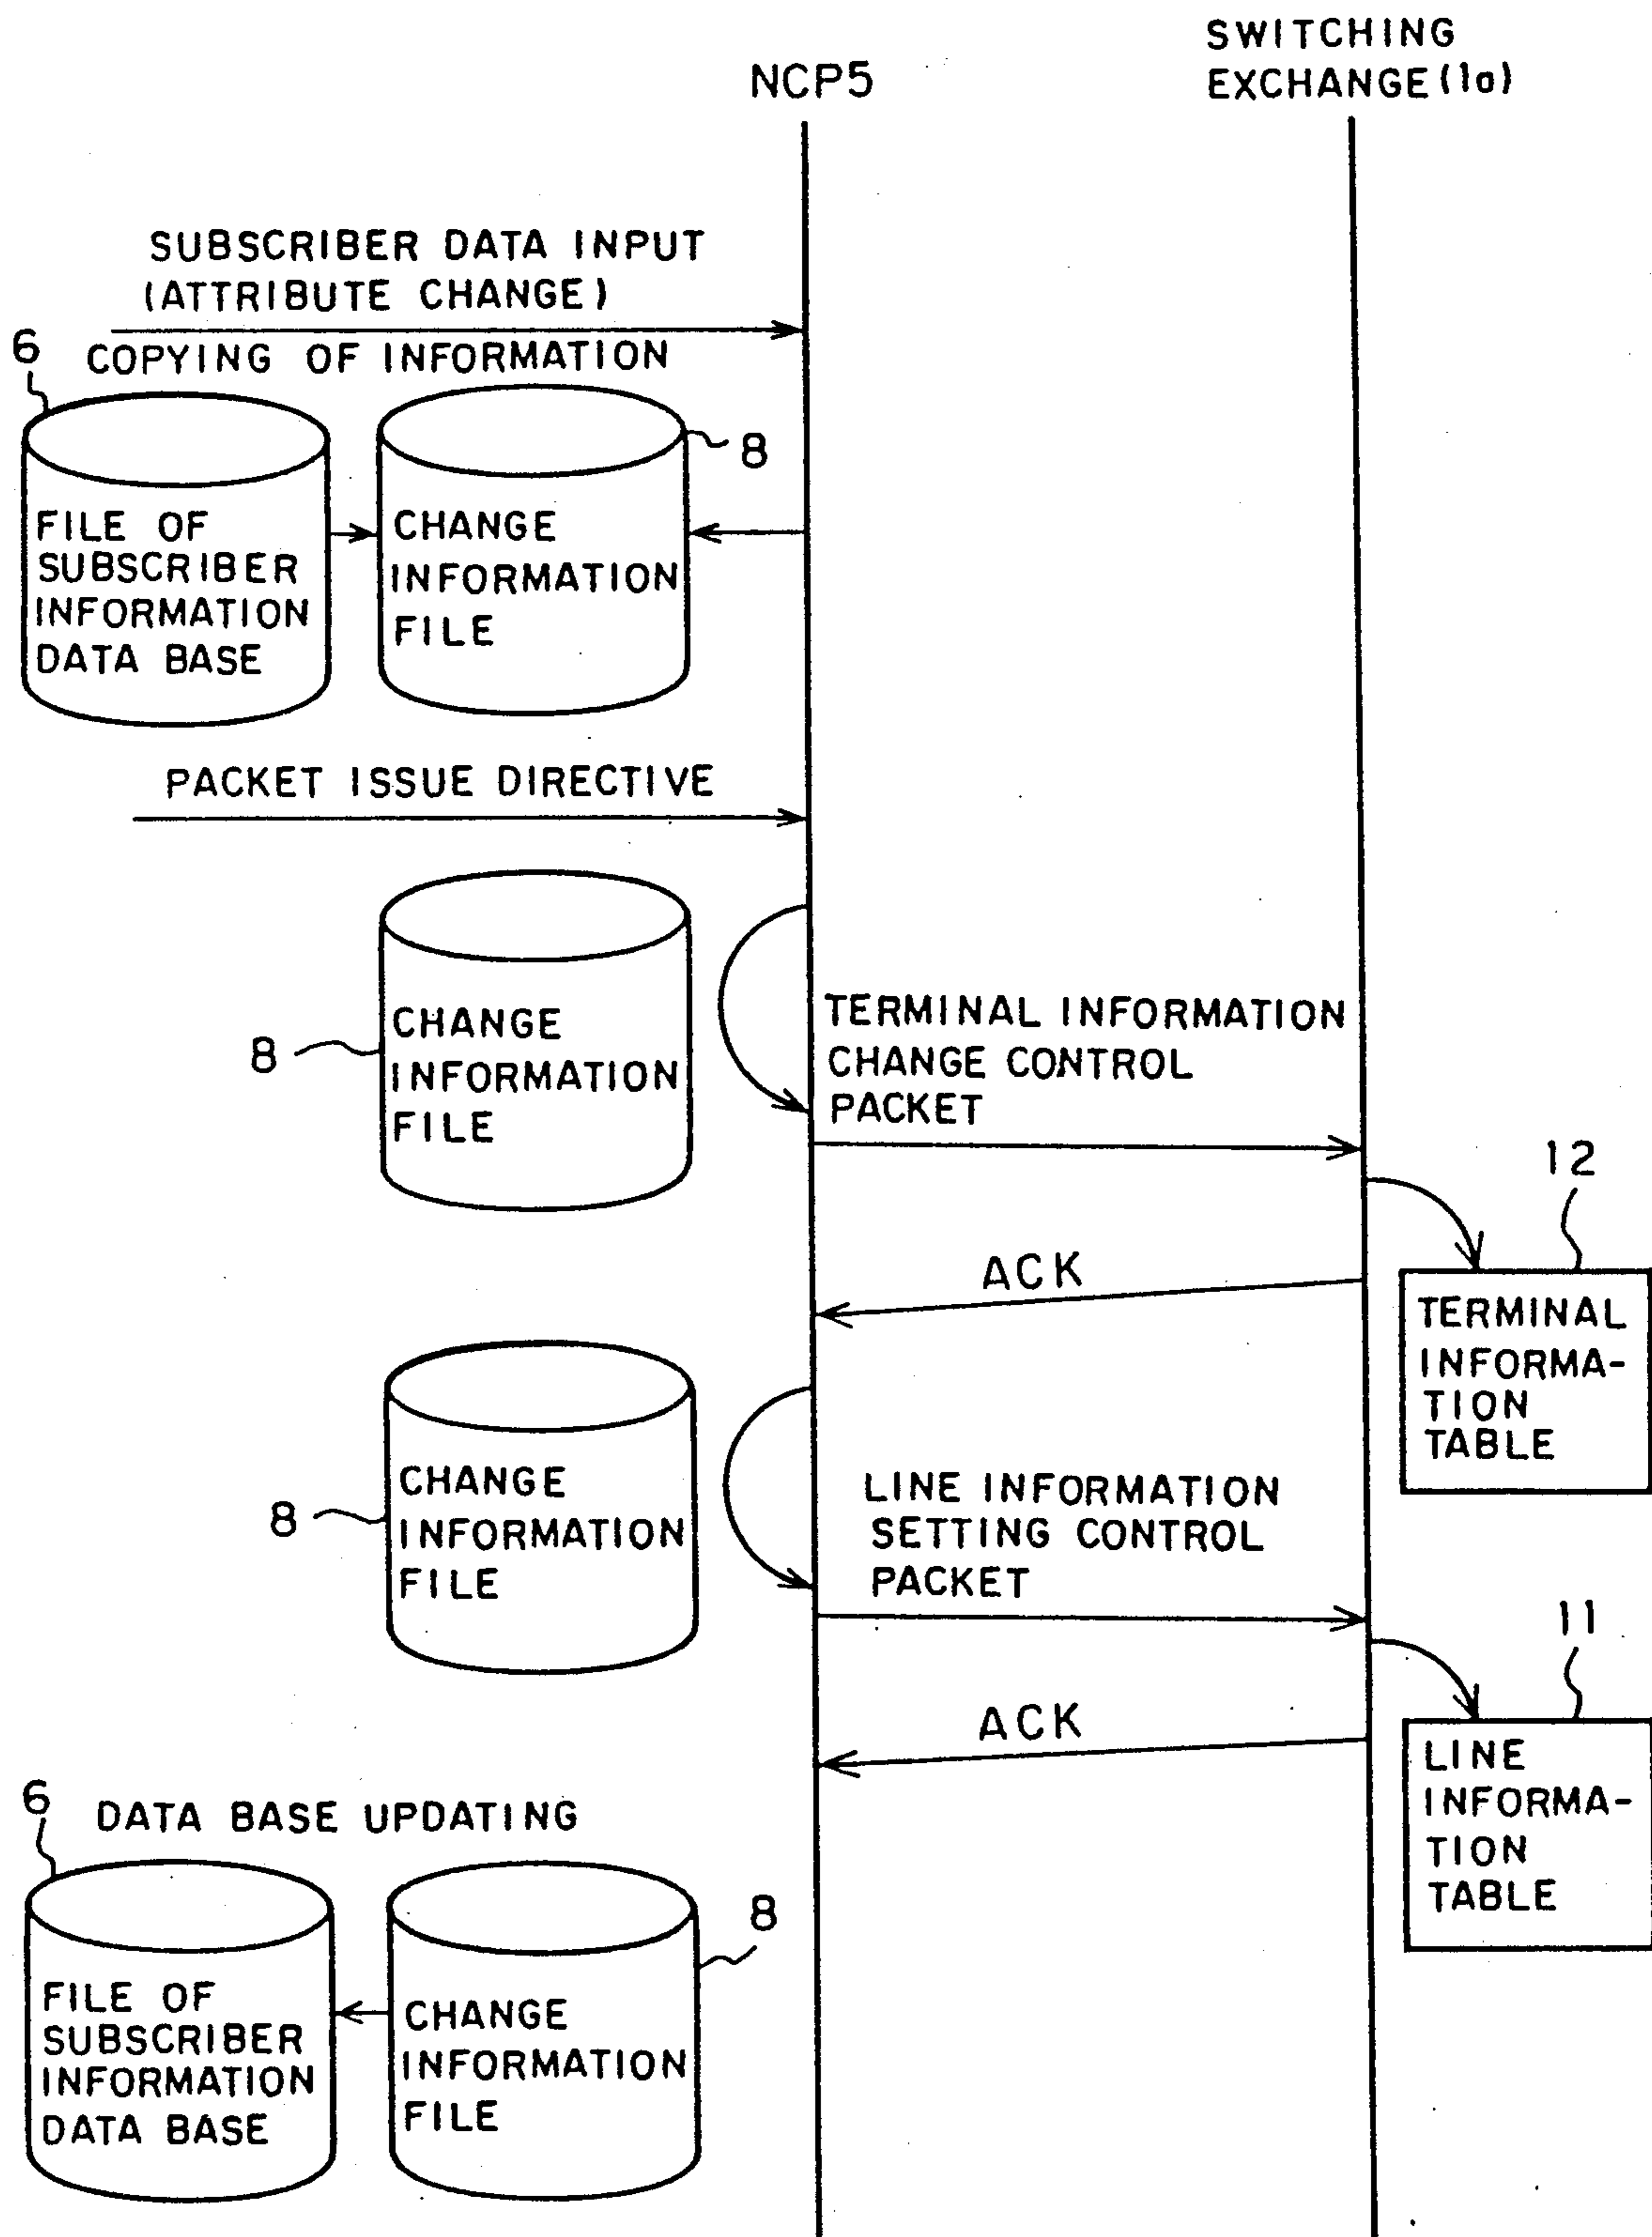 NCP5
SWITCHING
EXCHANGE(1a)
SUBSCRIBER DATA INPUT
(ATTRIBUTE CHANGE)
6
COPYING OF INFORMATION
8
FILE OF
SUBSCRIBER
INFORMATION
DATA BASE
CHANGE
INFORMATION
FILE
PACKET ISSUE DIRECTIVE
8
CHANGE
INFORMATION
FILE
TERMINAL INFORMATION
CHANGE CONTROL
PACKET
12
ACK
TERMINAL
INFORMA-
TION
TABLE
8
CHANGE
INFORMATION
FILE
LINE INFORMATION
SETTING CONTROL
PACKET
11
ACK
LINE
INFORMA-
TION
TABLE
6
DATA BASE UPDATING
8
FILE OF
SUBSCRIBER
INFORMATION
DATA BASE
CHANGE
INFORMATION
FILE